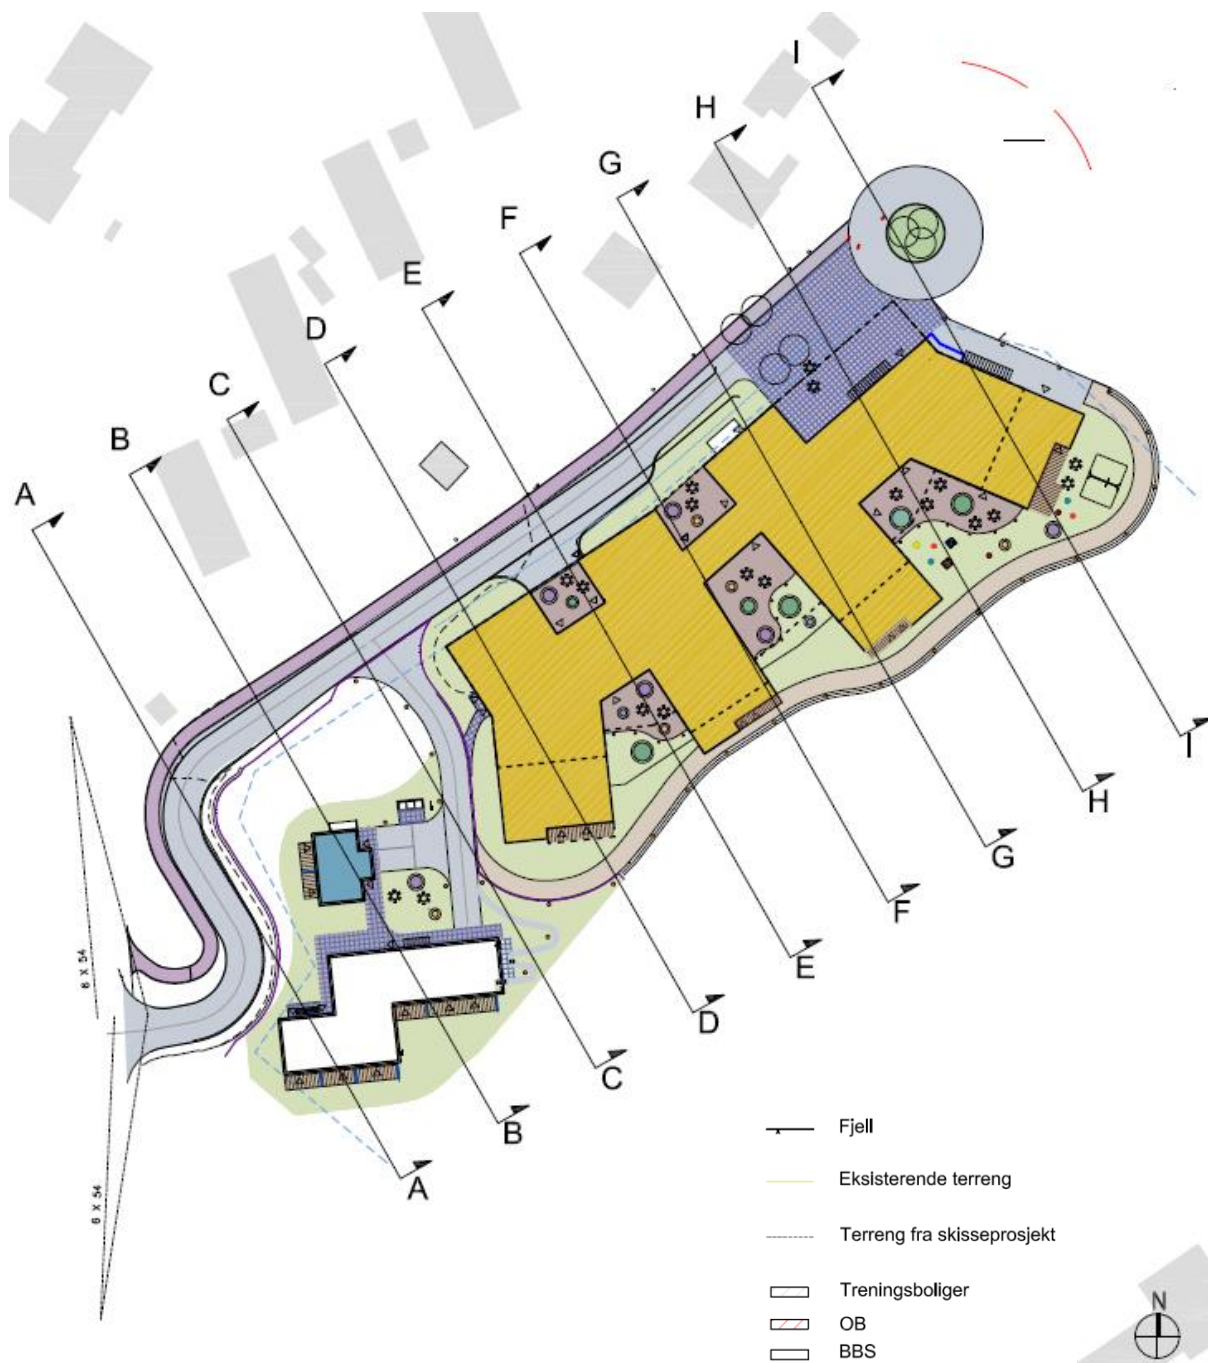 I
H
G
F
E
D
C
B
A
I
H
G
F
E
D
C
B
A
6 X 54
6 X 54
Fjell
Eksisterende terreng
Terreng fra skisseprosjekt
Treningsboliger
OB
BBS
N